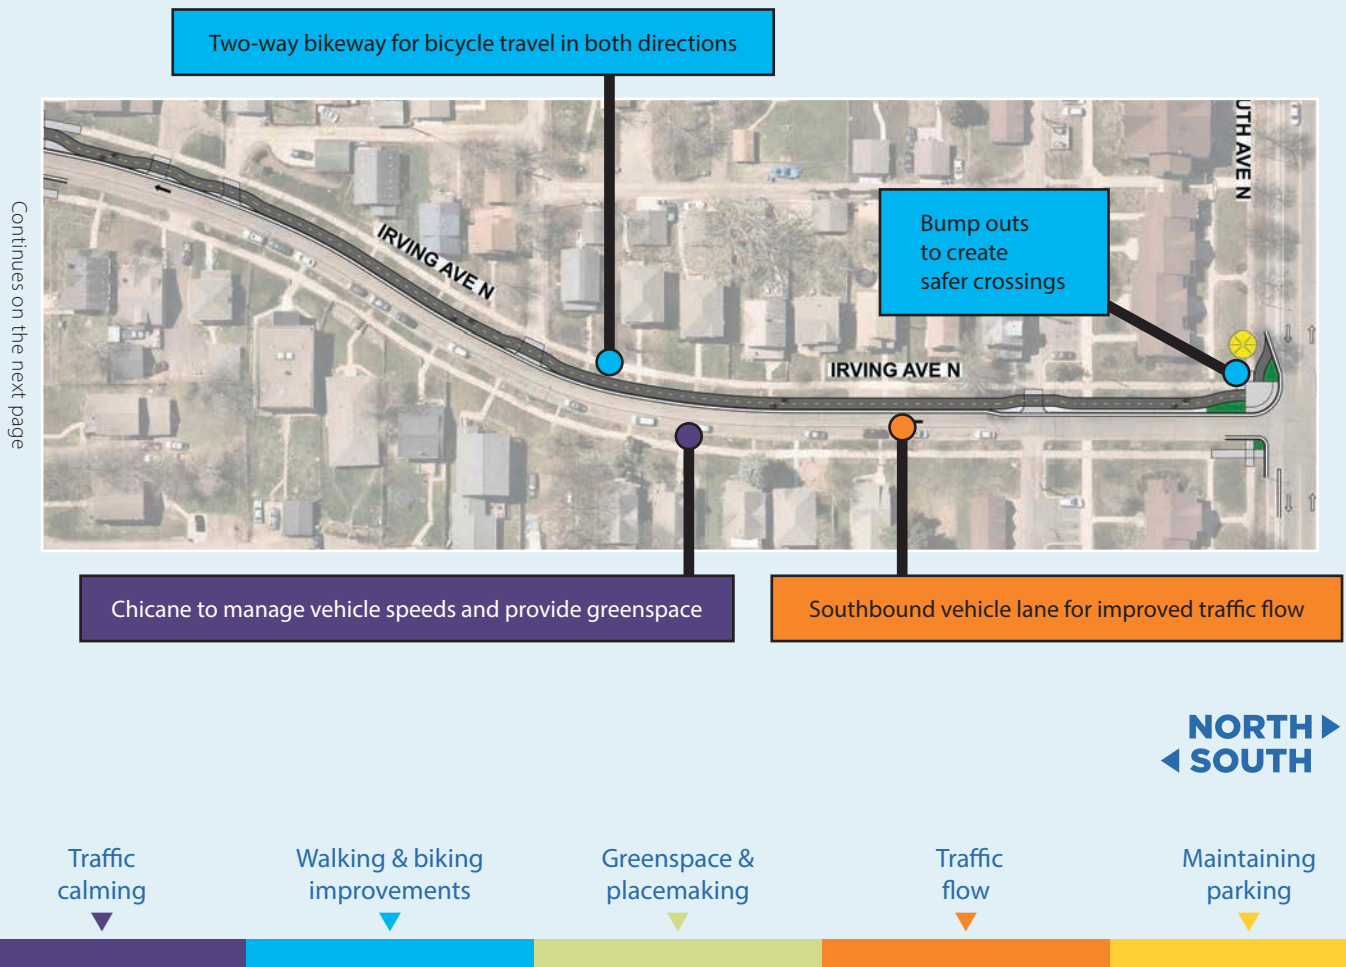 Two-way bikeway for bicycle travel in both directions
Continues on the next page
UTH AVE N
IRVING AVE N
Bump outs
to create
safer crossings
IRVING AVE N
Chicane to manage vehicle speeds and provide greenspace
Southbound vehicle lane for improved traffic flow
NORTH
SOUTH
Traffic
calming
Walking & biking
improvements
Greenspace &
placemaking
Traffic
flow
Maintaining
parking